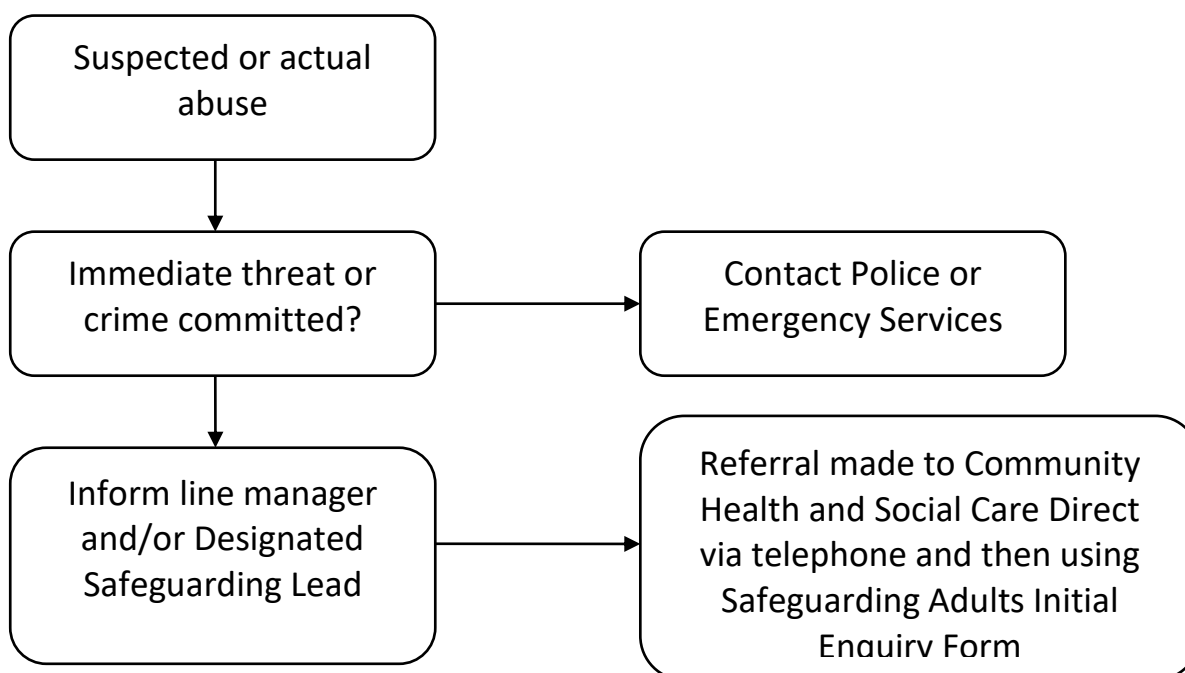 Suspected or actual
abuse
Immediate threat or
crime committed?
Contact Police or
Emergency Services
Inform line manager
and/or Designated
Safeguarding Lead
Referral made to Community
Health and Social Care Direct
via telephone and then using
Safeguarding Adults Initial
Enquiry Form